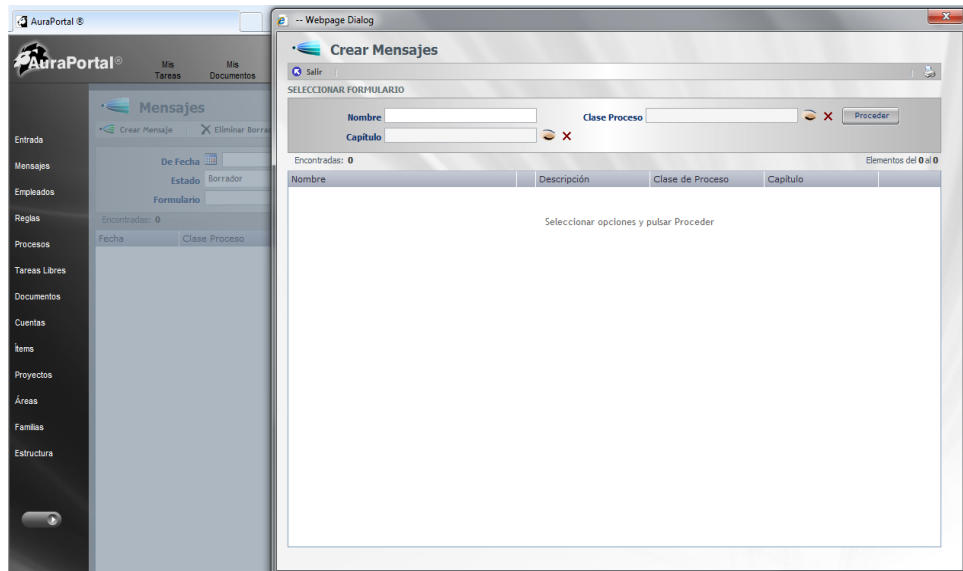 AuraPortal ®
-- Webpage Dialog
AuraPortal®
Mis Tareas
Mis Documentos
Entrada
Mensajes
Empleados
Reglas
Procesos
Tareas Libres
Documentos
Cuentas
Ítems
Proyectos
Áreas
Familias
Estructura
Mensajes
Crear Mensaje
Eliminar Borra
De Fecha
Estado Borrador
Formulario
Encontradas: 0
Fecha Clase Proceso
Crear Mensajes
Salir
SELECCIONAR FORMULARIO
Nombre Clase Proceso Proceder
Capítulo
Encontradas: 0 Elementos del 0 al 0
Nombre Descripción Clase de Proceso Capítulo
Seleccionar opciones y pulsar Proceder